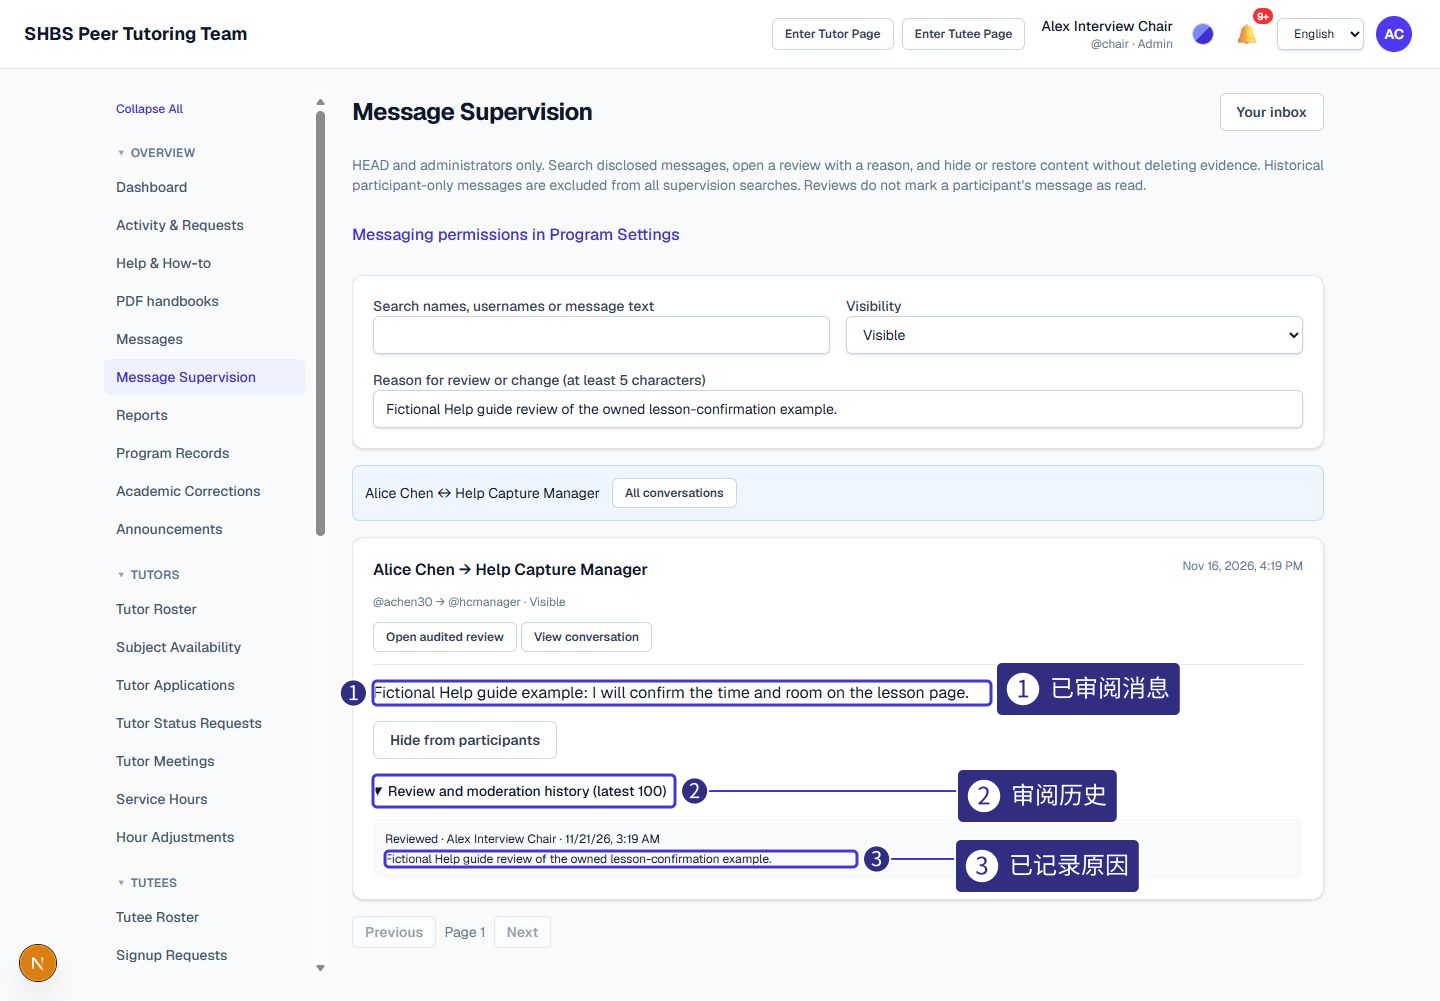 SHBS Peer Tutoring Team
Enter Tutor Page
Enter Tutee Page
Alex Interview Chair
@chair · Admin
9+
English
AC
Collapse All
OVERVIEW
Dashboard
Activity & Requests
Help & How-to
PDF handbooks
Messages
Message Supervision
Reports
Program Records
Academic Corrections
Announcements
TUTORS
Tutor Roster
Subject Availability
Tutor Applications
Tutor Status Requests
Tutor Meetings
Service Hours
Hour Adjustments
TUTEES
Tutee Roster
Signup Requests
N
Message Supervision
Your inbox
HEAD and administrators only. Search disclosed messages, open a review with a reason, and hide or restore content without deleting evidence. Historical
participant-only messages are excluded from all supervision searches. Reviews do not mark a participant's message as read.
Messaging permissions in Program Settings
Search names, usernames or message text
Visibility
Visible
Reason for review or change (at least 5 characters)
Fictional Help guide review of the owned lesson-confirmation example.
Alice Chen ↔ Help Capture Manager
All conversations
Alice Chen → Help Capture Manager
Nov 16, 2026, 4:19 PM
@achen30 → @hcmanager · Visible
Open audited review
View conversation
1 Fictional Help guide example: I will confirm the time and room on the lesson page.
1 已审阅消息
Hide from participants
Review and moderation history (latest 100) 2
2 审阅历史
Reviewed · Alex Interview Chair · 11/21/26, 3:19 AM
Fictional Help guide review of the owned lesson-confirmation example. 3
3 已记录原因
Previous
Page 1
Next